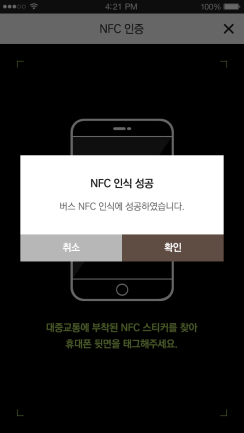 4:21 PM 100%
NFC 인증
NFC 인식 성공
버스 NFC 인식에 성공하였습니다.
취소 확인
대중교통에 부착된 NFC 스티커를 찾아
휴대폰 뒷면을 태그해주세요.